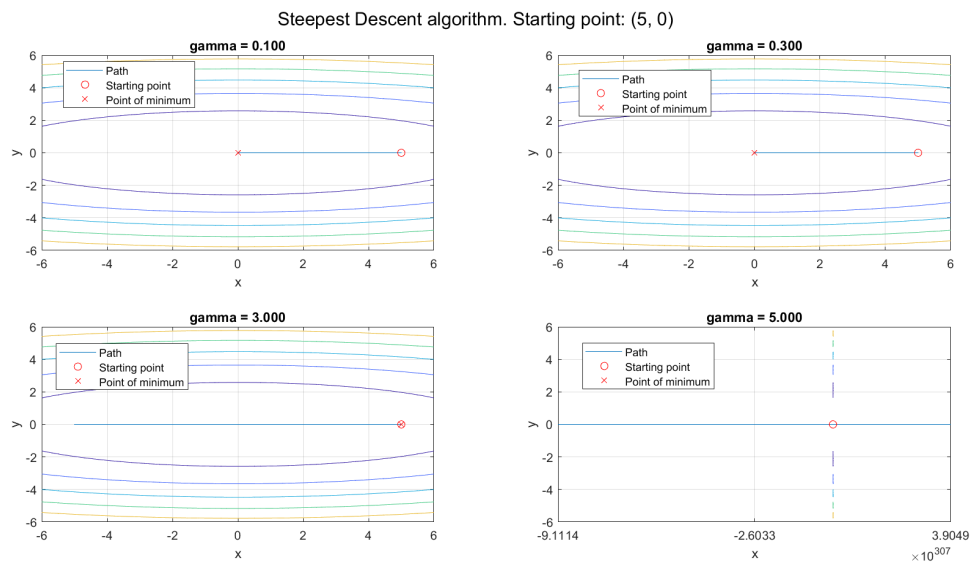 Steepest Descent algorithm. Starting point: (5, 0)
gamma = 0.100
6
4
2
0
-2
-4
-6
y
Path
Starting point
Point of minimum
-6 -4 -2 0 2 4 6
x
gamma = 0.300
6
4
2
0
-2
-4
-6
y
Path
Starting point
Point of minimum
-6 -4 -2 0 2 4 6
x
gamma = 3.000
6
4
2
0
-2
-4
-6
y
Path
Starting point
Point of minimum
-6 -4 -2 0 2 4 6
x
gamma = 5.000
6
4
2
0
-2
-4
-6
y
Path
Starting point
Point of minimum
-9.1114 -2.6033 3.9049
x
×10^307